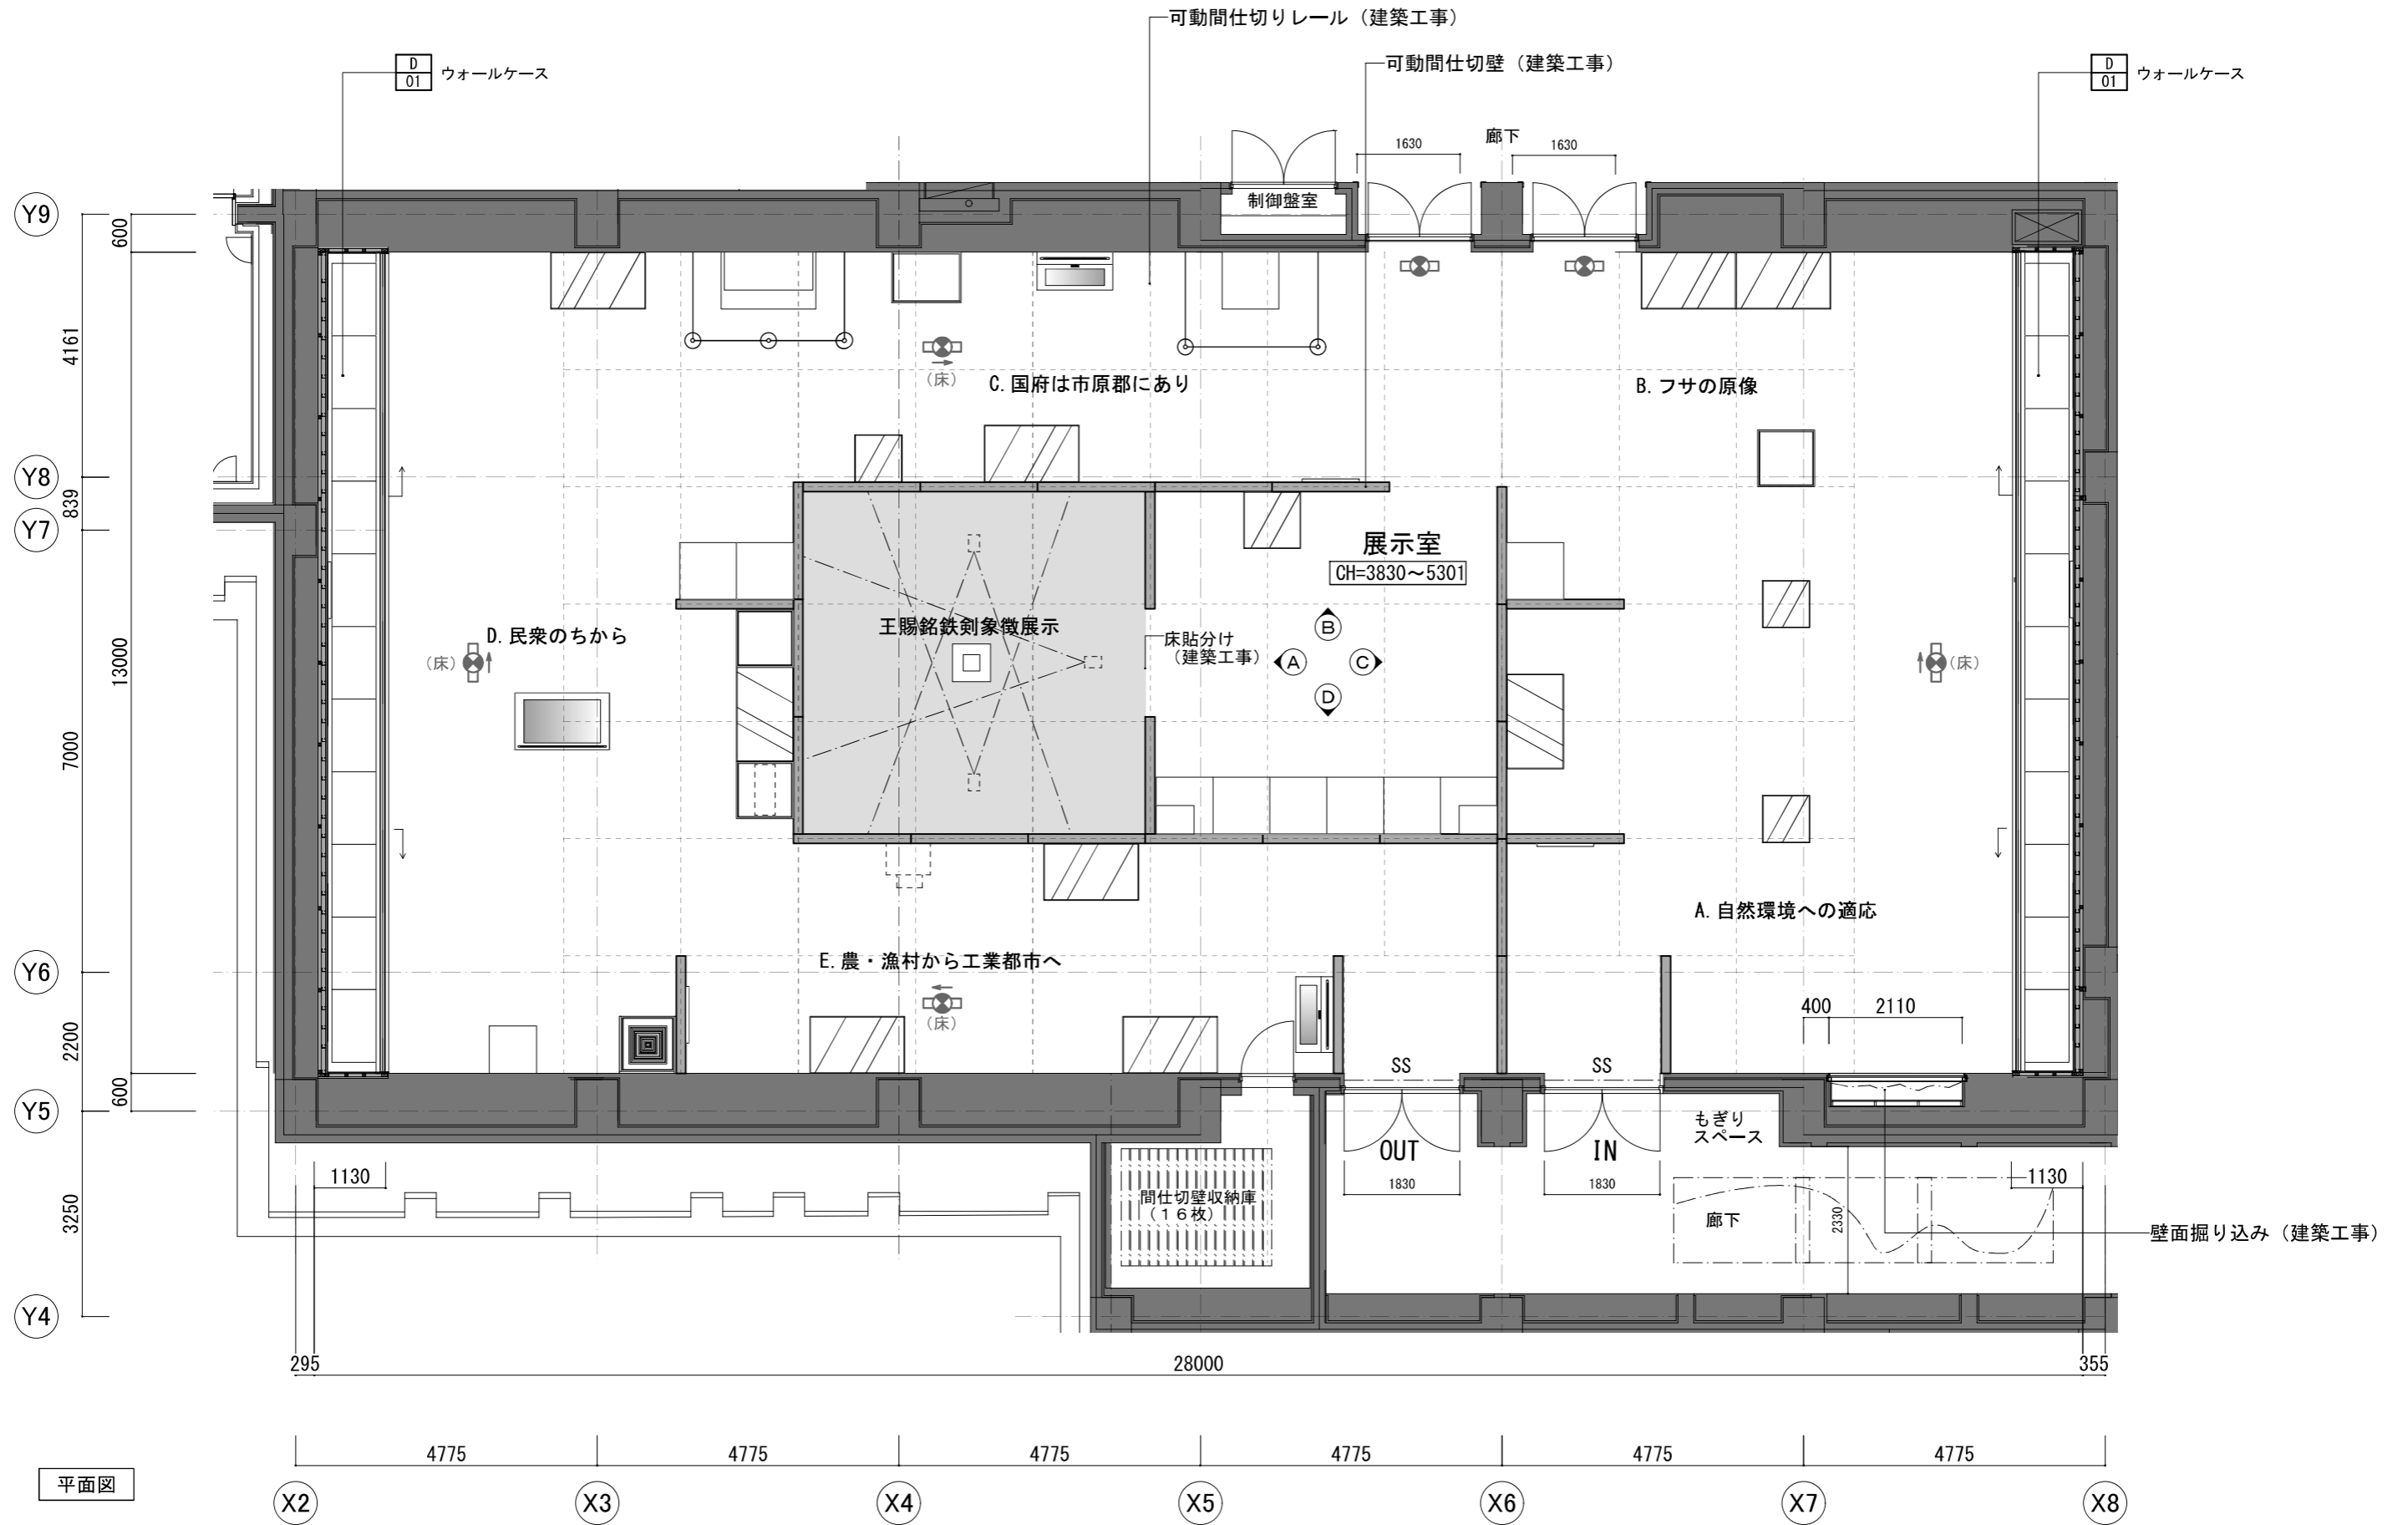 可動間仕切りレール（建築工事）
D
01
ウォールケース
可動間仕切壁（建築工事）
D
01
ウォールケース
廊下
1630
1630
制御盤室
Y9
600
4161
（床）
C.国府は市原郡にあり
B.フサの原像
Y8
839
Y7
展示室
CH=3830～5301
13000
7000
D.民衆のちから
（床）
王賜銘鉄剣象徴展示
床貼分け
（建築工事）
B
A
C
D
（床）
A.自然環境への適応
E.農・漁村から工業都市へ
Y6
（床）
400
2110
2200
600
SS
SS
Y5
もぎり
スペース
OUT
IN
1130
1830
1830
1130
間仕切壁収納庫
（１６枚）
3250
廊下
2330
壁面掘り込み（建築工事）
Y4
295
28000
355
4775
4775
4775
4775
4775
4775
平面図
X2
X3
X4
X5
X6
X7
X8